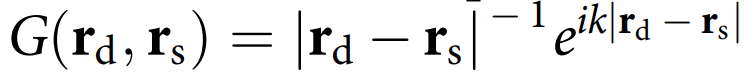 G(r_d, r_s) = |r_d − r_s|^{−1} e^{ik|r_d − r_s|}